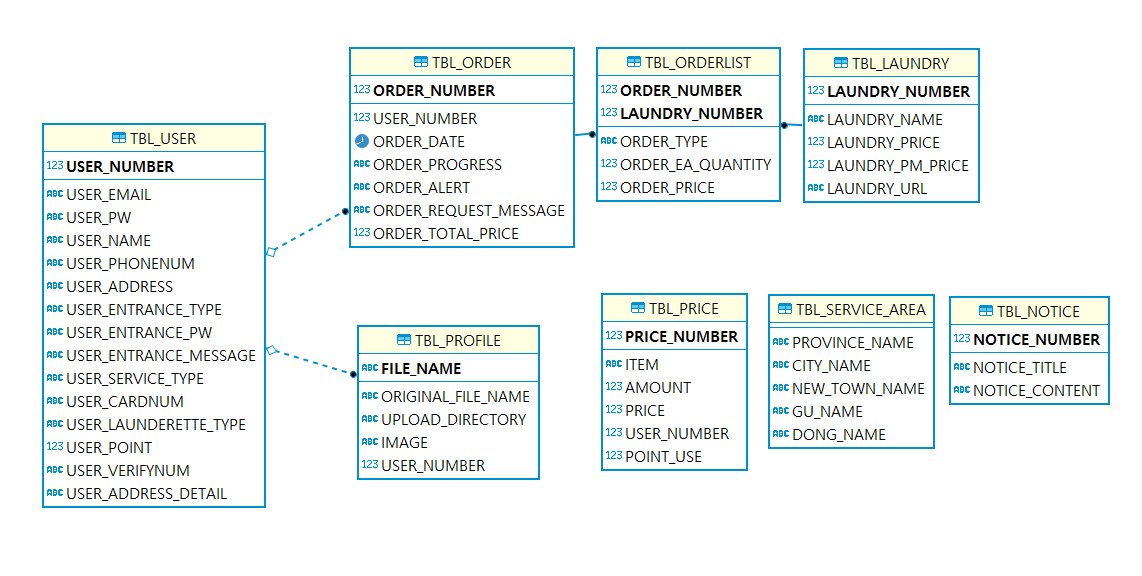 TBL_USER
123 USER_NUMBER
ABC USER_EMAIL
ABC USER_PW
ABC USER_NAME
ABC USER_PHONENUM
ABC USER_ADDRESS
ABC USER_ENTRANCE_TYPE
ABC USER_ENTRANCE_PW
ABC USER_ENTRANCE_MESSAGE
ABC USER_SERVICE_TYPE
ABC USER_CARDNUM
ABC USER_LAUNDERETTE_TYPE
123 USER_POINT
ABC USER_VERIFYNUM
ABC USER_ADDRESS_DETAIL
TBL_ORDER
123 ORDER_NUMBER
123 USER_NUMBER
ORDER_DATE
ABC ORDER_PROGRESS
ABC ORDER_ALERT
ABC ORDER_REQUEST_MESSAGE
123 ORDER_TOTAL_PRICE
TBL_ORDERLIST
123 ORDER_NUMBER
123 LAUNDRY_NUMBER
ABC ORDER_TYPE
123 ORDER_EA_QUANTITY
123 ORDER_PRICE
TBL_LAUNDRY
123 LAUNDRY_NUMBER
ABC LAUNDRY_NAME
123 LAUNDRY_PRICE
123 LAUNDRY_PM_PRICE
ABC LAUNDRY_URL
TBL_PROFILE
ABC FILE_NAME
ABC ORIGINAL_FILE_NAME
ABC UPLOAD_DIRECTORY
ABC IMAGE
123 USER_NUMBER
TBL_PRICE
123 PRICE_NUMBER
ABC ITEM
123 AMOUNT
123 PRICE
123 USER_NUMBER
123 POINT_USE
TBL_SERVICE_AREA
ABC PROVINCE_NAME
ABC CITY_NAME
ABC NEW_TOWN_NAME
ABC GU_NAME
ABC DONG_NAME
TBL_NOTICE
123 NOTICE_NUMBER
ABC NOTICE_TITLE
ABC NOTICE_CONTENT